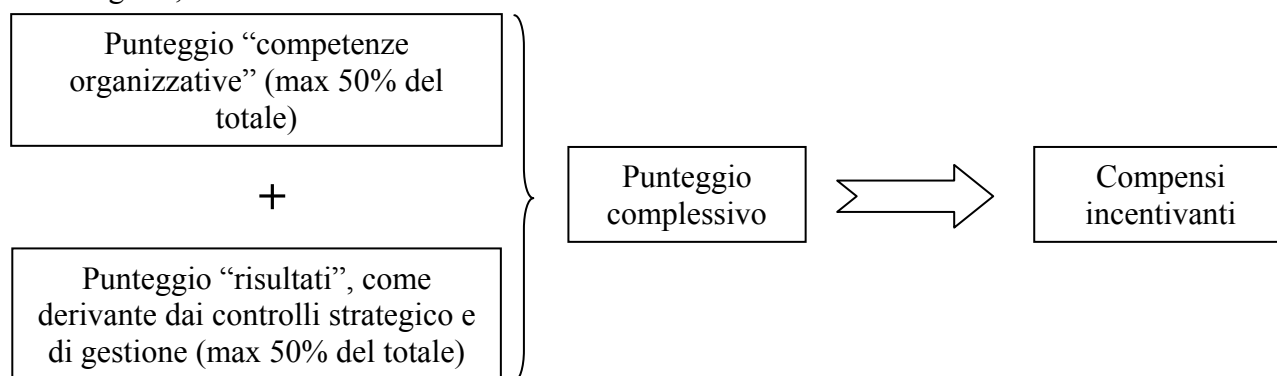 Punteggio “competenze
organizzative” (max 50% del
totale)
+
Punteggio “risultati”, come
derivante dai controlli strategico e
di gestione (max 50% del totale)
Punteggio
complessivo
Compensi
incentivanti